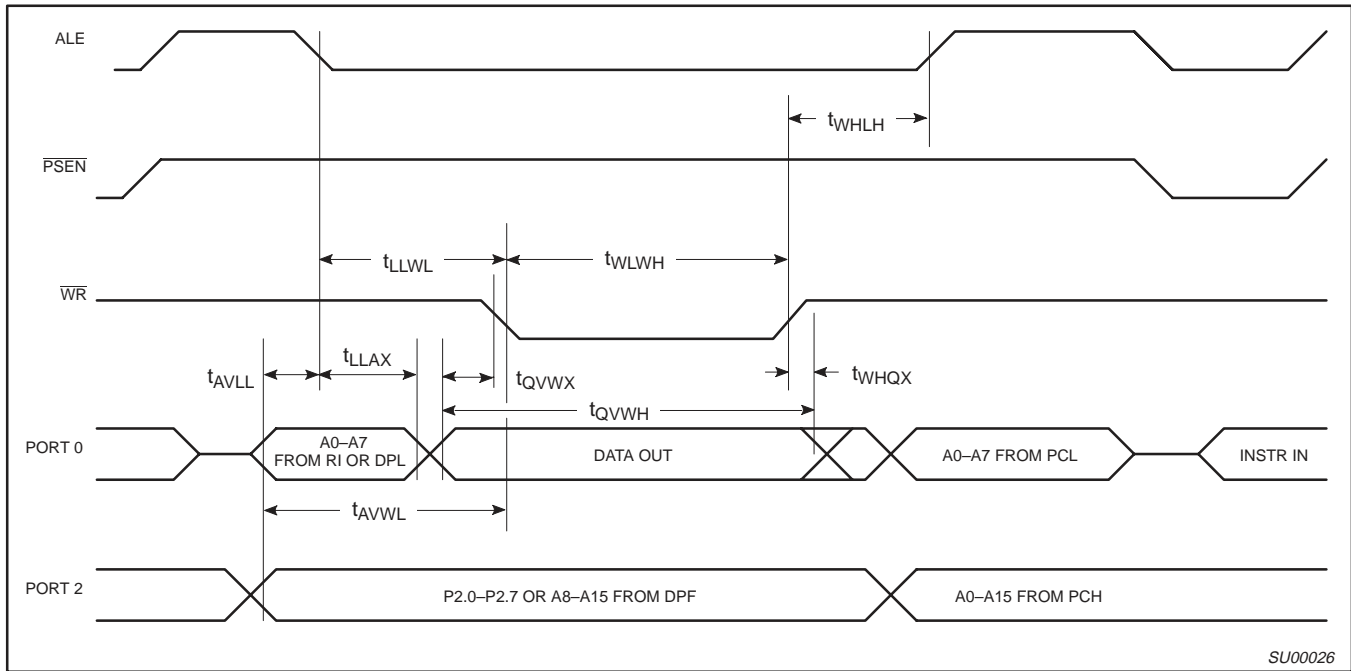 ALE
tWHLH
PSEN
tLLWL
tWLWH
WR
tAVLL
tLLAX
tQVWX
tWHQX
tQVWH
PORT 0
A0–A7
FROM RI OR DPL
DATA OUT
A0–A7 FROM PCL
INSTR IN
tAVWL
PORT 2
P2.0–P2.7 OR A8–A15 FROM DPF
A0–A15 FROM PCH
SU00026